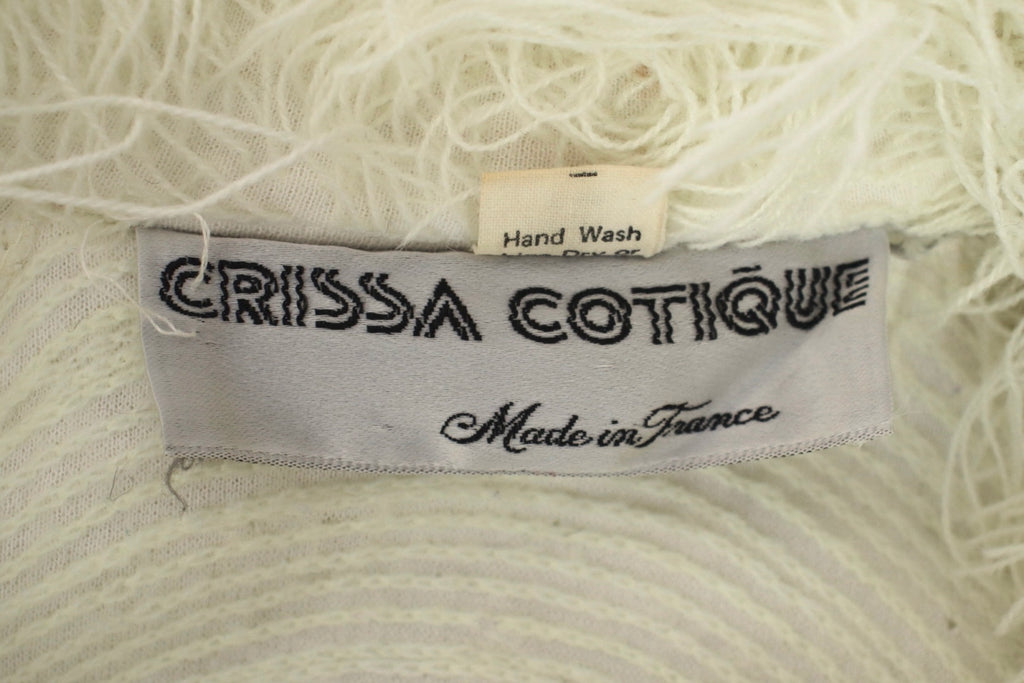 Hand Wash
CRISSA COTIQUE
Made in France